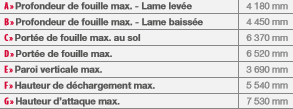 A» Profondeur de fouille max. - Lame levée 4 180 mm
B» Profondeur de fouille max. - Lame baissée 4 450 mm
C» Portée de fouille max. au sol 6 370 mm
D» Portée de fouille max. 6 520 mm
E» Paroi verticale max. 3 690 mm
F» Hauteur de déchargement max. 5 540 mm
G» Hauteur d'attaque max. 7 530 mm